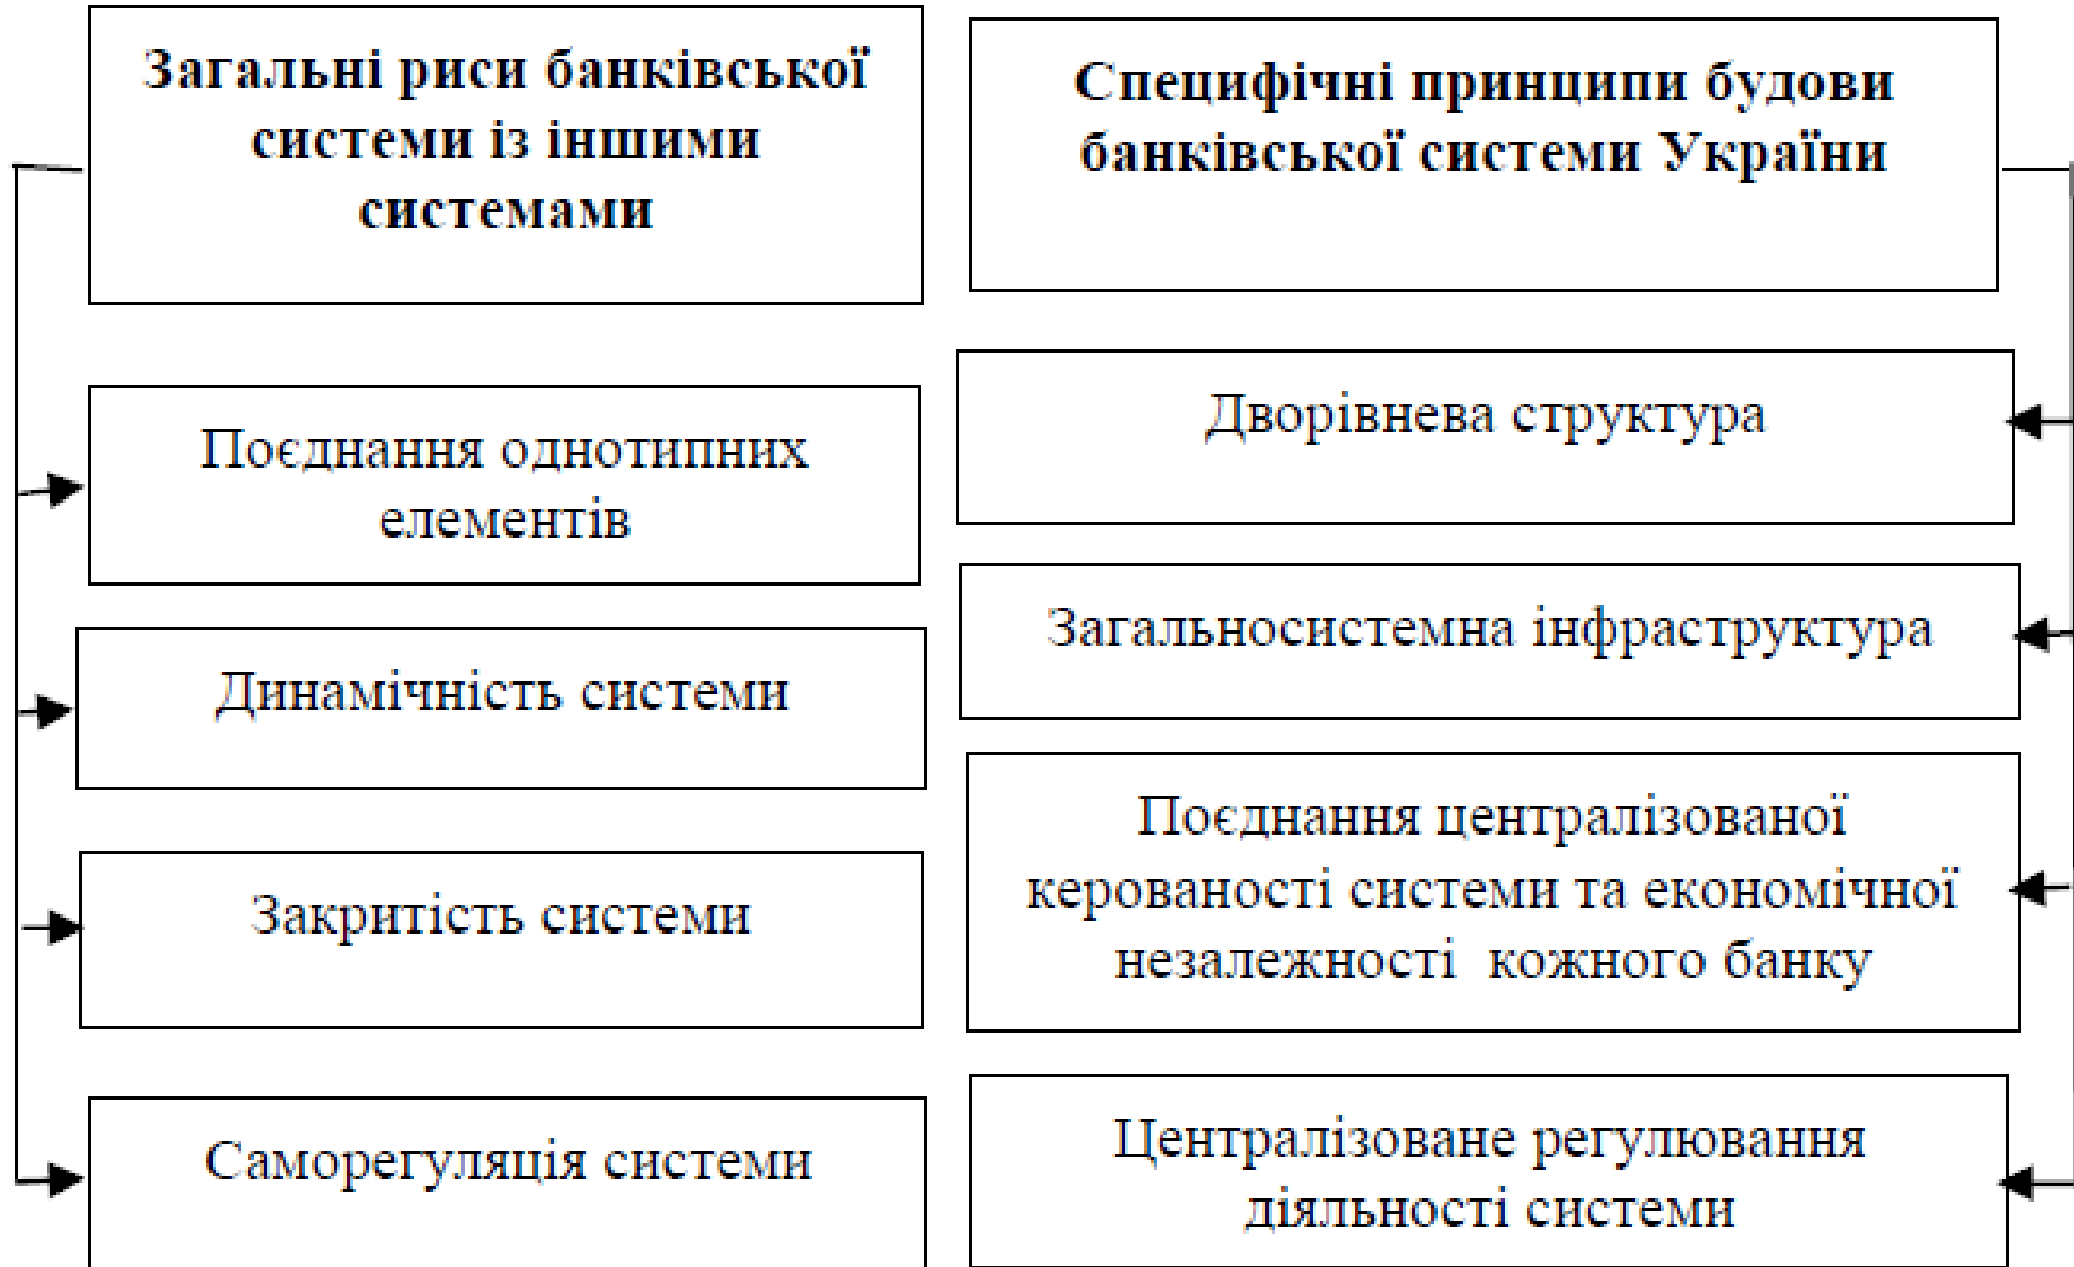 Загальні риси банківської
системи із іншими
системами
Поєднання однотипних
елементів
Динамічність системи
Закритість системи
Саморегуляція системи
Специфічні принципи будови
банківської системи України
Дворівнева структура
Загальносистемна інфраструктура
Поєднання централізованої
керованості системи та економічної
незалежності  кожного банку
Централізоване регулювання
діяльності системи